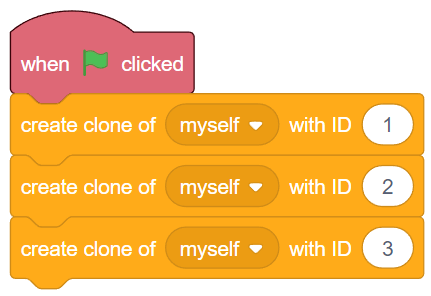 when clicked
create clone of myself with ID 1
create clone of myself with ID 2
create clone of myself with ID 3